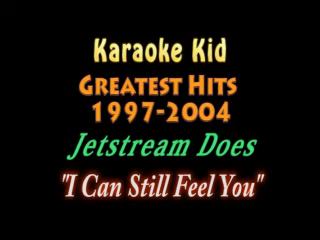 Karaoke Kid
GREATEST HITS
1997-2004
Jetstream Does
"I Can Still Feel You"